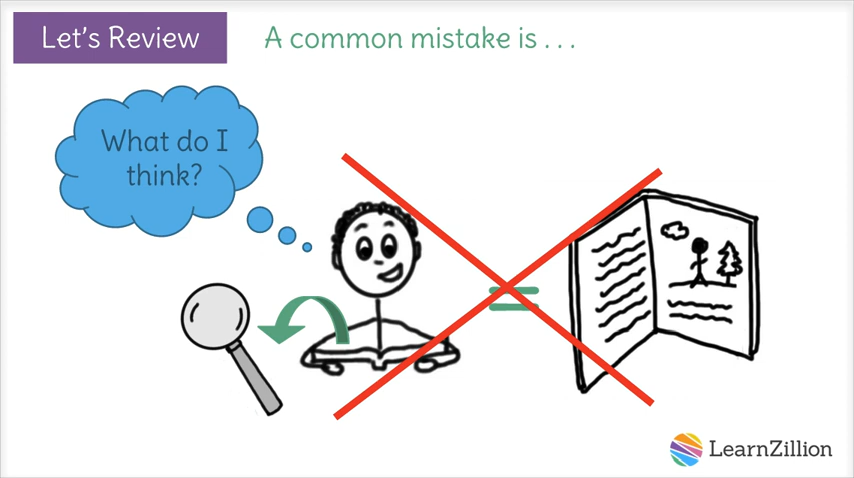 Let's Review
A common mistake is . . .
What do I
think?
=
LearnZillion